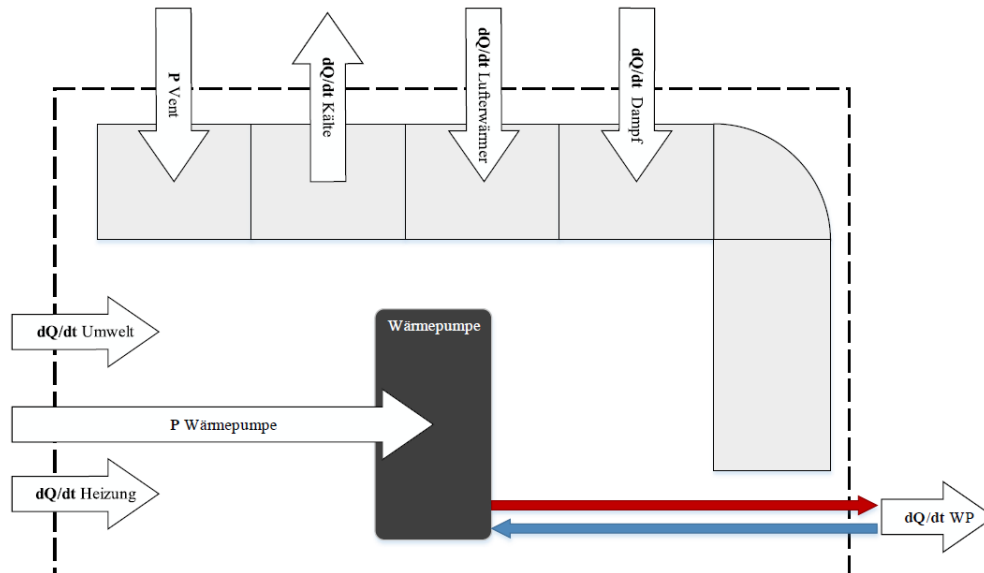 P Vent
dQ/dt Kälte
dQ/dt Lufterwärmer
dQ/dt Dampf
Wärmepumpe
dQ/dt Umwelt
P Wärmepumpe
dQ/dt Heizung
dQ/dt WP